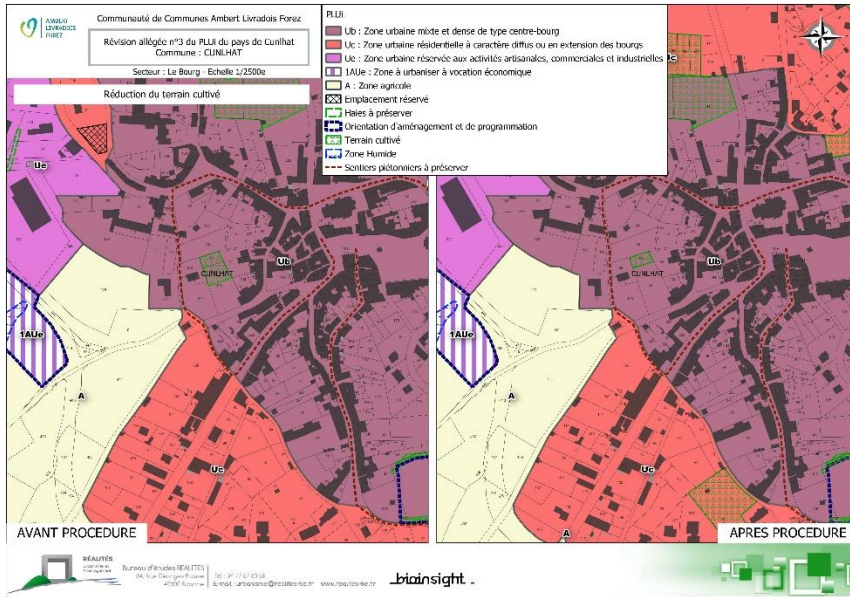 AMBERT
LIVRADOIS
FOREZ
Communauté de Communes Ambert Livradois Forez
Révision allégée n°3 du PLUi du pays de Cunlhat
Commune : CUNLHAT
Secteur : Le Bourg - Echelle 1/2500e
Réduction du terrain cultivé
PLUi
Ub : Zone urbaine mixte et dense de type centre-bourg
Uc : Zone urbaine résidentielle à caractère diffus ou en extension des bourgs
Ue : Zone urbaine réservée aux activités artisanales, commerciales et industrielles
1AUe : Zone à urbaniser à vocation économique
A : Zone agricole
Emplacement réservé
Haies à préserver
Orientation d'aménagement et de programmation
Terrain cultivé
Zone Humide
Sentiers piétonniers à préserver
Ue
Ub
CUNLHAT
1AUe
A
Uc
AVANT PROCEDURE
Uc
Ub
CUNLHAT
1AUe
A
Uc
A
APRES PROCEDURE
RÉALITÉS
Bureau d'études REALITES
www.realites-be.fr
bioinsight